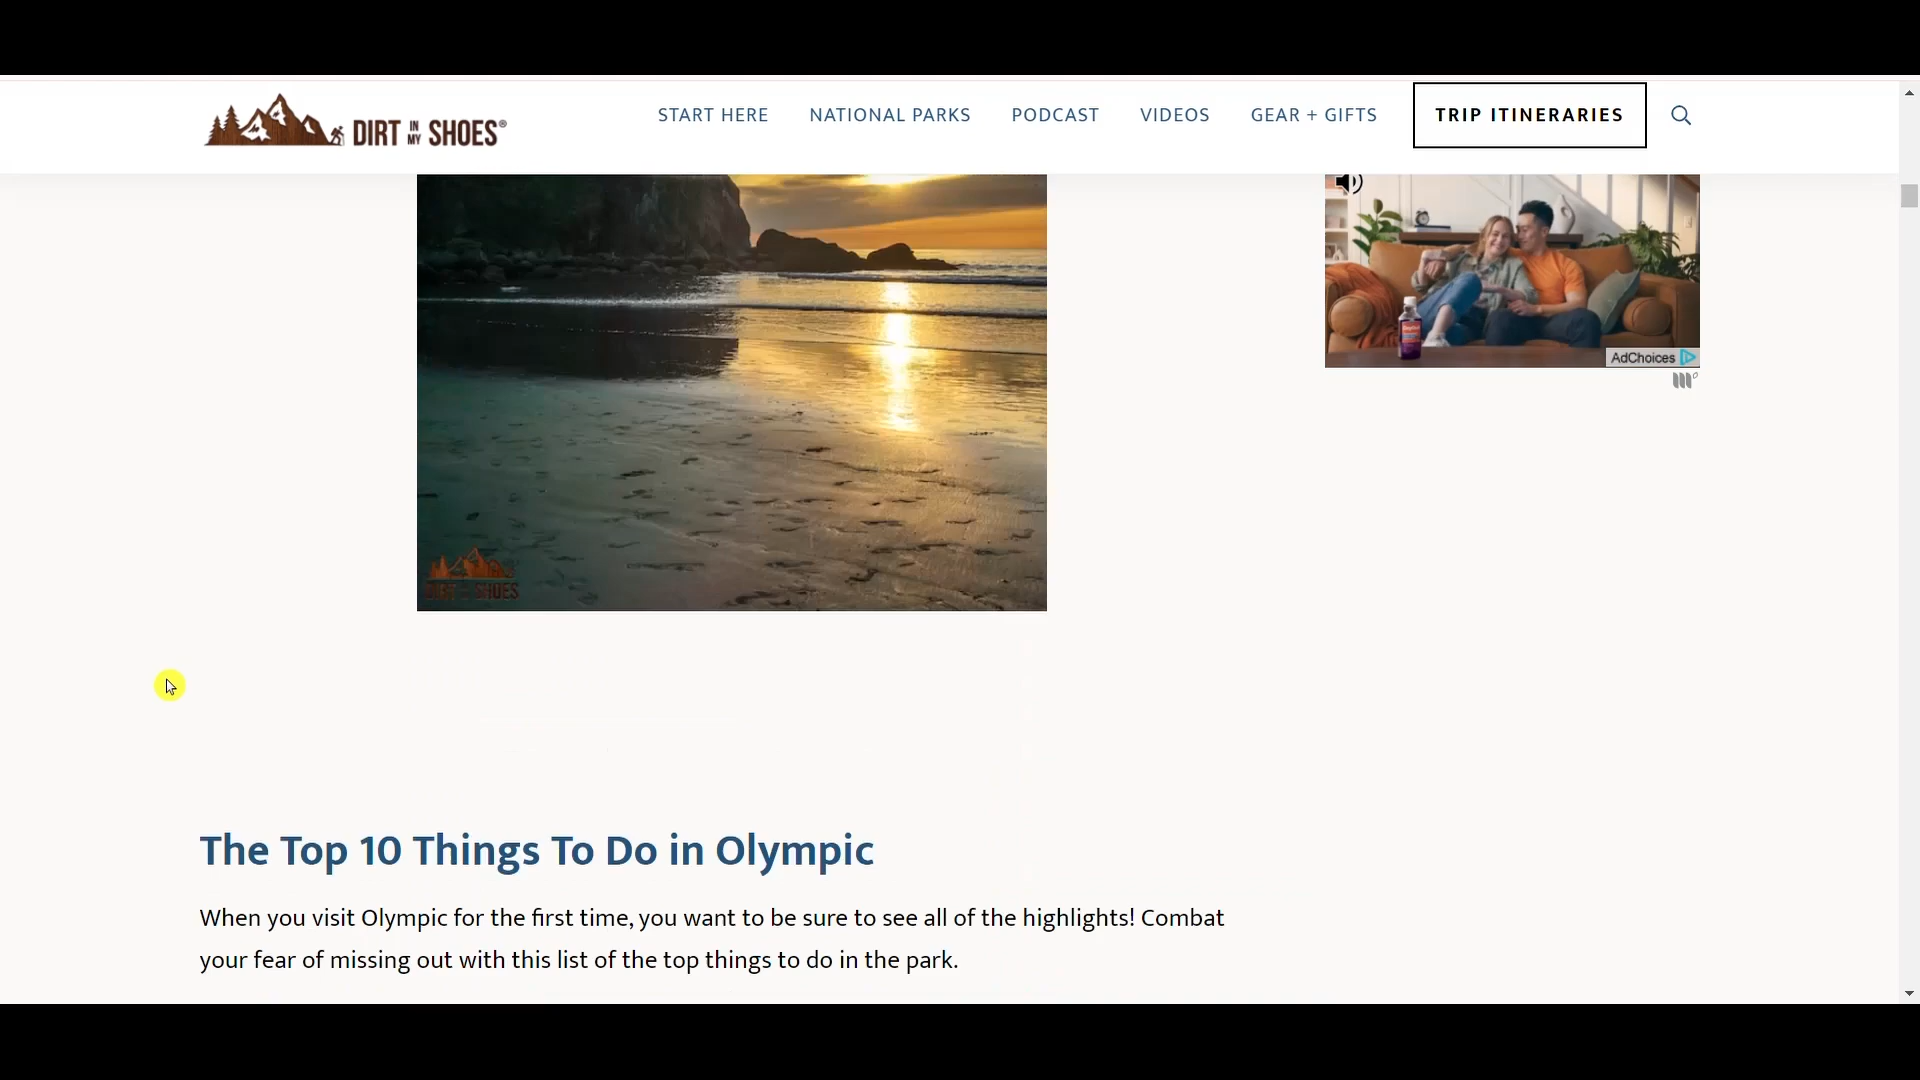 DIRT IN MY SHOES®
START HERE
NATIONAL PARKS
PODCAST
VIDEOS
GEAR + GIFTS
TRIP ITINERARIES
AdChoices
The Top 10 Things To Do in Olympic
When you visit Olympic for the first time, you want to be sure to see all of the highlights! Combat
your fear of missing out with this list of the top things to do in the park.